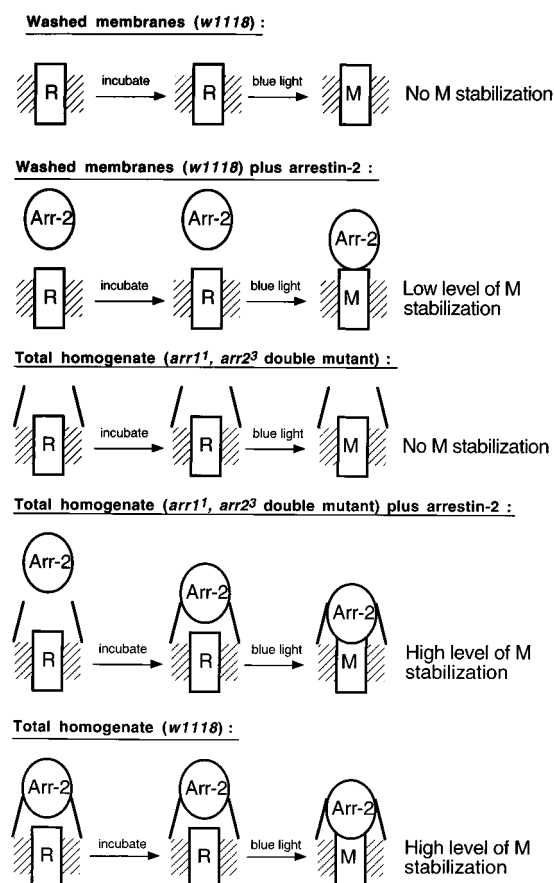 Washed membranes (w1118) :
R incubate R blue light M No M stabilization
Washed membranes (w1118) plus arrestin-2 :
Arr-2 Arr-2 Arr-2
R incubate R blue light M Low level of M
stabilization
Total homogenate (arr1¹, arr2³ double mutant) :
R incubate R blue light M No M stabilization
Total homogenate (arr1¹, arr2³ double mutant) plus arrestin-2 :
Arr-2 Arr-2 Arr-2
R incubate R blue light M High level of M
stabilization
Total homogenate (w1118) :
Arr-2 Arr-2 Arr-2
R incubate R blue light M High level of M
stabilization